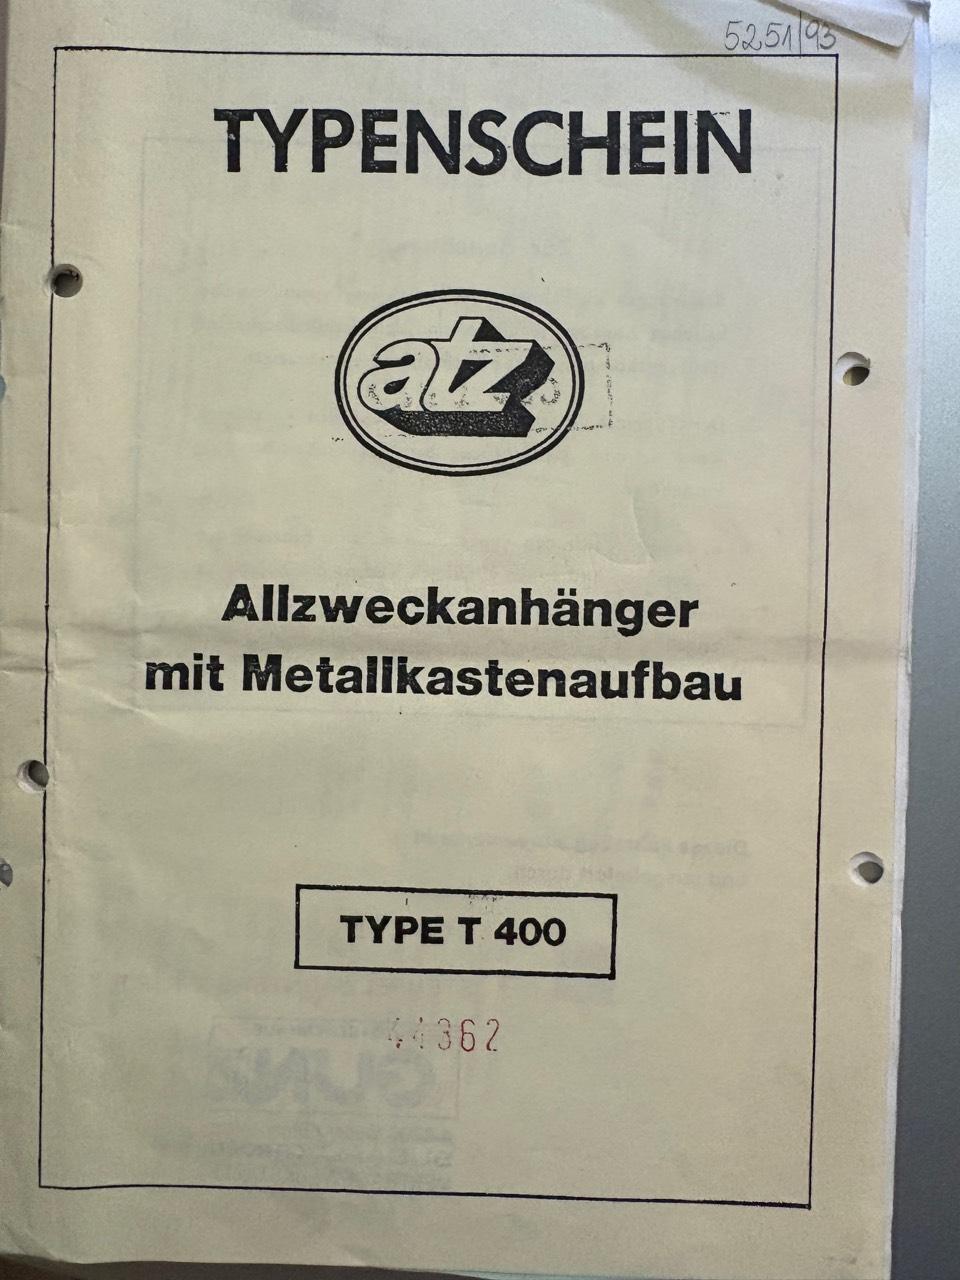 5251/93
TYPENSCHEIN
atz
Allzweckanhänger
mit Metallkastenaufbau
TYPE T 400
44362